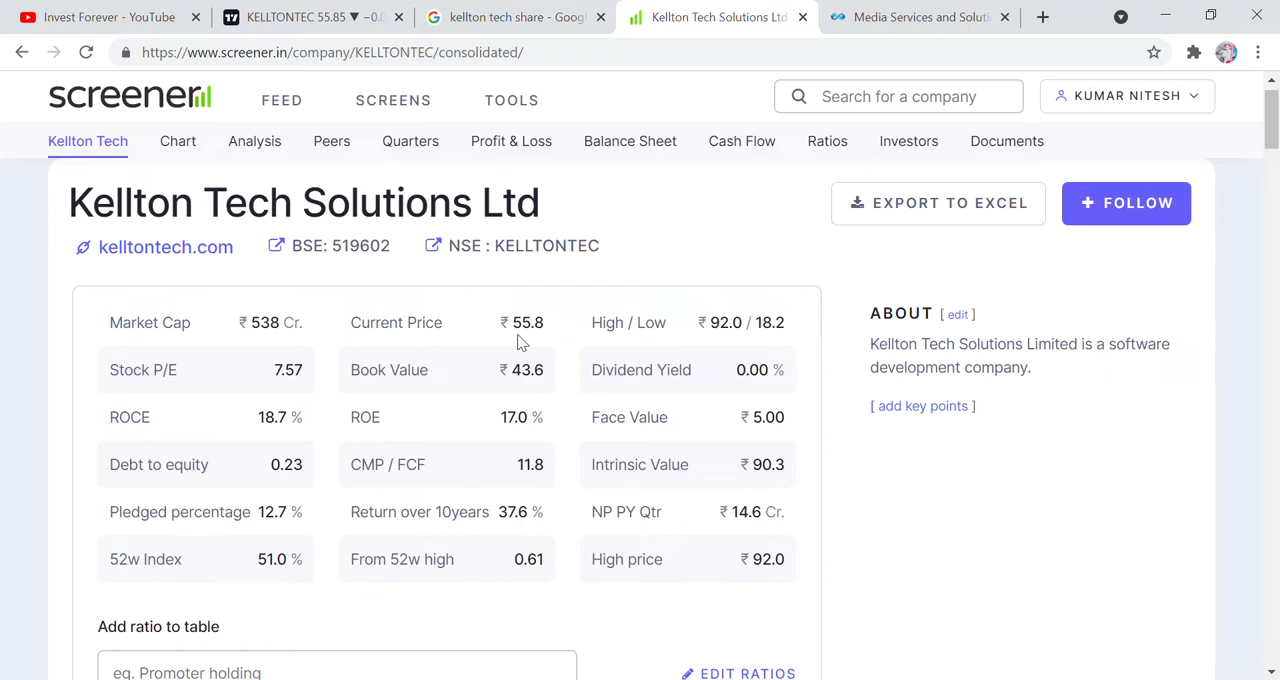 Invest Forever - YouTube
KELLTONTEC 55.85 ▼ −0.0
kellton tech share - Googl
Kellton Tech Solutions Ltd
Media Services and Soluti
https://www.screener.in/company/KELLTONTEC/consolidated/
screener
FEED
SCREENS
TOOLS
Search for a company
KUMAR NITESH
Kellton Tech
Chart
Analysis
Peers
Quarters
Profit & Loss
Balance Sheet
Cash Flow
Ratios
Investors
Documents
Kellton Tech Solutions Ltd
EXPORT TO EXCEL
+ FOLLOW
kelltontech.com
BSE: 519602
NSE : KELLTONTEC
Market Cap ₹ 538 Cr.
Current Price ₹ 55.8
High / Low ₹ 92.0 / 18.2
Stock P/E 7.57
Book Value ₹ 43.6
Dividend Yield 0.00 %
ROCE 18.7 %
ROE 17.0 %
Face Value ₹ 5.00
Debt to equity 0.23
CMP / FCF 11.8
Intrinsic Value ₹ 90.3
Pledged percentage 12.7 %
Return over 10years 37.6 %
NP PY Qtr ₹ 14.6 Cr.
52w Index 51.0 %
From 52w high 0.61
High price ₹ 92.0
ABOUT [ edit ]
Kellton Tech Solutions Limited is a software
development company.
[ add key points ]
Add ratio to table
eg. Promoter holding
EDIT RATIOS